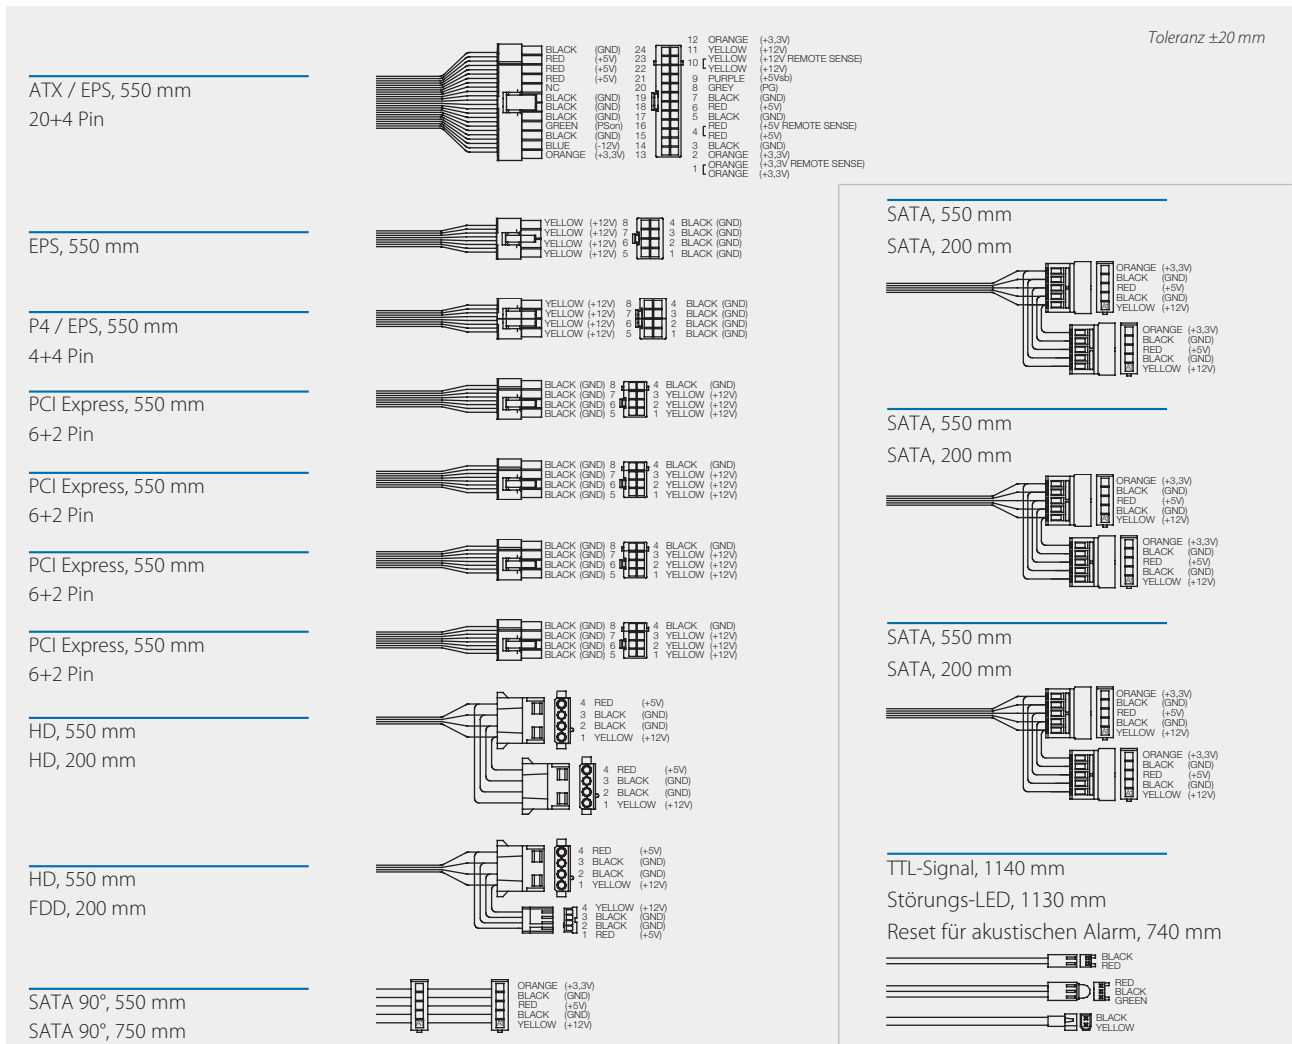 Toleranz ±20 mm
ATX / EPS, 550 mm
20+4 Pin
BLACK (GND) 24
RED (+5V) 23
RED (+5V) 22
RED (+5V) 21
NC 20
BLACK (GND) 19
BLACK (GND) 18
BLACK (GND) 17
GREEN (PSon) 16
BLACK (GND) 15
BLUE (-12V) 14
ORANGE (+3,3V) 13
12 ORANGE (+3,3V)
11 YELLOW (+12V)
10 YELLOW (+12V REMOTE SENSE)
YELLOW (+12V)
9 PURPLE (+5Vsb)
8 GREY (PG)
7 BLACK (GND)
6 RED (+5V)
5 BLACK (GND)
4 RED (+5V REMOTE SENSE)
RED (+5V)
3 BLACK (GND)
2 ORANGE (+3,3V)
1 ORANGE (+3,3V REMOTE SENSE)
ORANGE (+3,3V)
EPS, 550 mm
YELLOW (+12V) 8 4 BLACK (GND)
YELLOW (+12V) 7 3 BLACK (GND)
YELLOW (+12V) 6 2 BLACK (GND)
YELLOW (+12V) 5 1 BLACK (GND)
P4 / EPS, 550 mm
4+4 Pin
YELLOW (+12V) 8 4 BLACK (GND)
YELLOW (+12V) 7 3 BLACK (GND)
YELLOW (+12V) 6 2 BLACK (GND)
YELLOW (+12V) 5 1 BLACK (GND)
PCI Express, 550 mm
6+2 Pin
BLACK (GND) 8 4 BLACK (GND)
BLACK (GND) 7 3 YELLOW (+12V)
BLACK (GND) 6 2 YELLOW (+12V)
BLACK (GND) 5 1 YELLOW (+12V)
PCI Express, 550 mm
6+2 Pin
BLACK (GND) 8 4 BLACK (GND)
BLACK (GND) 7 3 YELLOW (+12V)
BLACK (GND) 6 2 YELLOW (+12V)
BLACK (GND) 5 1 YELLOW (+12V)
PCI Express, 550 mm
6+2 Pin
BLACK (GND) 8 4 BLACK (GND)
BLACK (GND) 7 3 YELLOW (+12V)
BLACK (GND) 6 2 YELLOW (+12V)
BLACK (GND) 5 1 YELLOW (+12V)
PCI Express, 550 mm
6+2 Pin
BLACK (GND) 8 4 BLACK (GND)
BLACK (GND) 7 3 YELLOW (+12V)
BLACK (GND) 6 2 YELLOW (+12V)
BLACK (GND) 5 1 YELLOW (+12V)
HD, 550 mm
HD, 200 mm
4 RED (+5V)
3 BLACK (GND)
2 BLACK (GND)
1 YELLOW (+12V)
4 RED (+5V)
3 BLACK (GND)
2 BLACK (GND)
1 YELLOW (+12V)
HD, 550 mm
FDD, 200 mm
4 RED (+5V)
3 BLACK (GND)
2 BLACK (GND)
1 YELLOW (+12V)
4 YELLOW (+12V)
3 BLACK (GND)
2 BLACK (GND)
1 RED (+5V)
SATA 90°, 550 mm
SATA 90°, 750 mm
ORANGE (+3,3V)
BLACK (GND)
RED (+5V)
BLACK (GND)
YELLOW (+12V)
SATA, 550 mm
SATA, 200 mm
ORANGE (+3,3V)
BLACK (GND)
RED (+5V)
BLACK (GND)
YELLOW (+12V)
ORANGE (+3,3V)
BLACK (GND)
RED (+5V)
BLACK (GND)
YELLOW (+12V)
SATA, 550 mm
SATA, 200 mm
ORANGE (+3,3V)
BLACK (GND)
RED (+5V)
BLACK (GND)
YELLOW (+12V)
ORANGE (+3,3V)
BLACK (GND)
RED (+5V)
BLACK (GND)
YELLOW (+12V)
SATA, 550 mm
SATA, 200 mm
ORANGE (+3,3V)
BLACK (GND)
RED (+5V)
BLACK (GND)
YELLOW (+12V)
ORANGE (+3,3V)
BLACK (GND)
RED (+5V)
BLACK (GND)
YELLOW (+12V)
TTL-Signal, 1140 mm
Störungs-LED, 1130 mm
Reset für akustischen Alarm, 740 mm
BLACK
RED
RED
BLACK
GREEN
BLACK
YELLOW